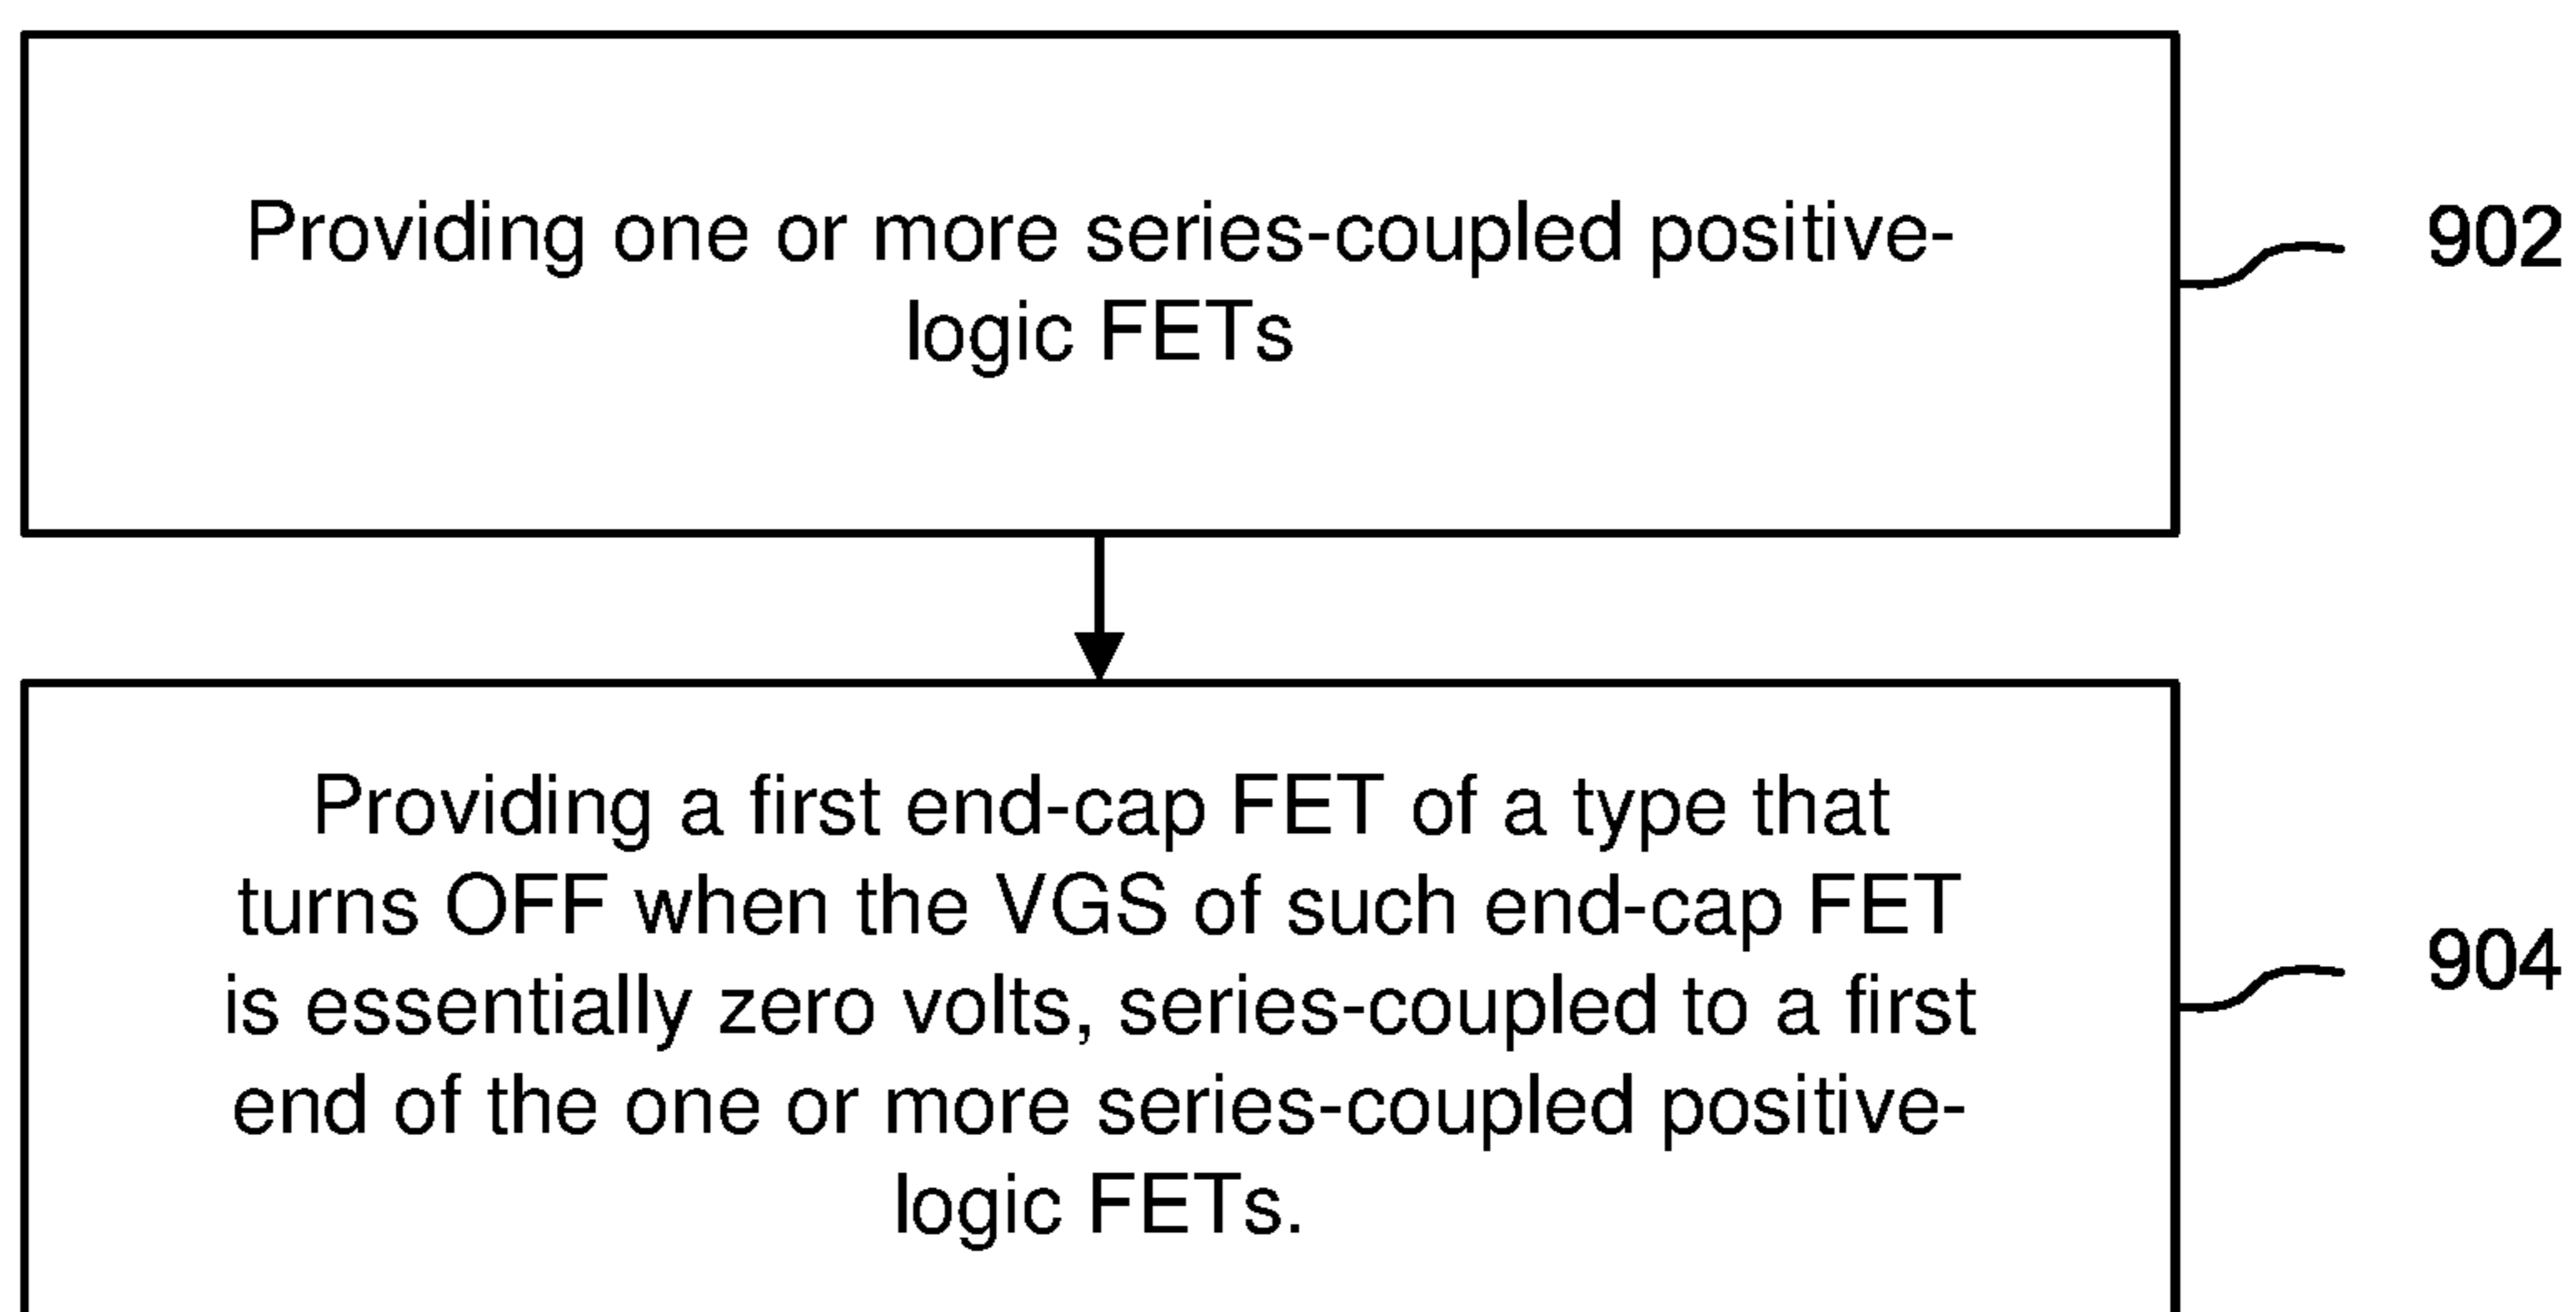 Providing one or more series-coupled positive-
logic FETs
902
Providing a first end-cap FET of a type that
turns OFF when the VGS of such end-cap FET
is essentially zero volts, series-coupled to a first
end of the one or more series-coupled positive-
logic FETs.
904